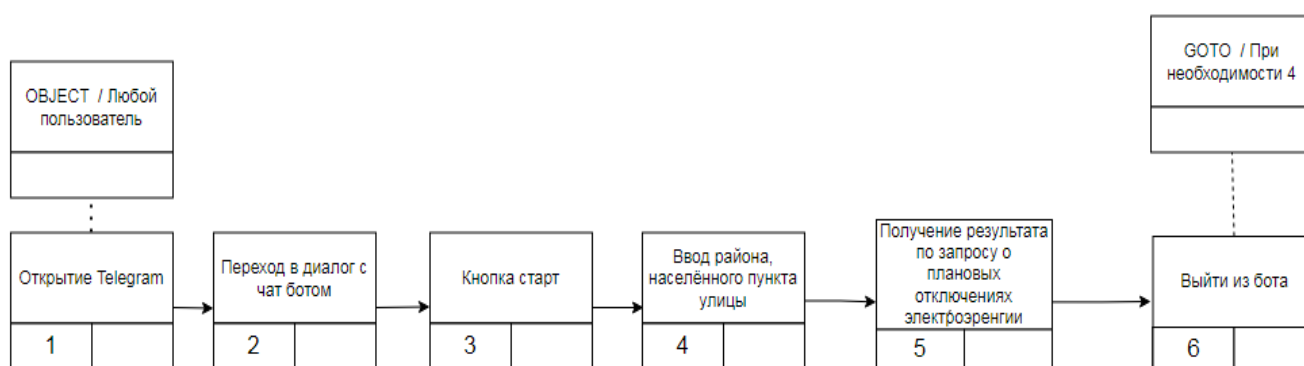 GOTO / При
необходимости 4
OBJECT / Любой
пользователь
Открытие Telegram
1
Переход в диалог с
чат ботом
2
Кнопка старт
3
Ввод района,
населённого пункта
улицы
4
Получение результата
по запросу о
плановых
отключениях
электроэренгии
5
Выйти из бота
6